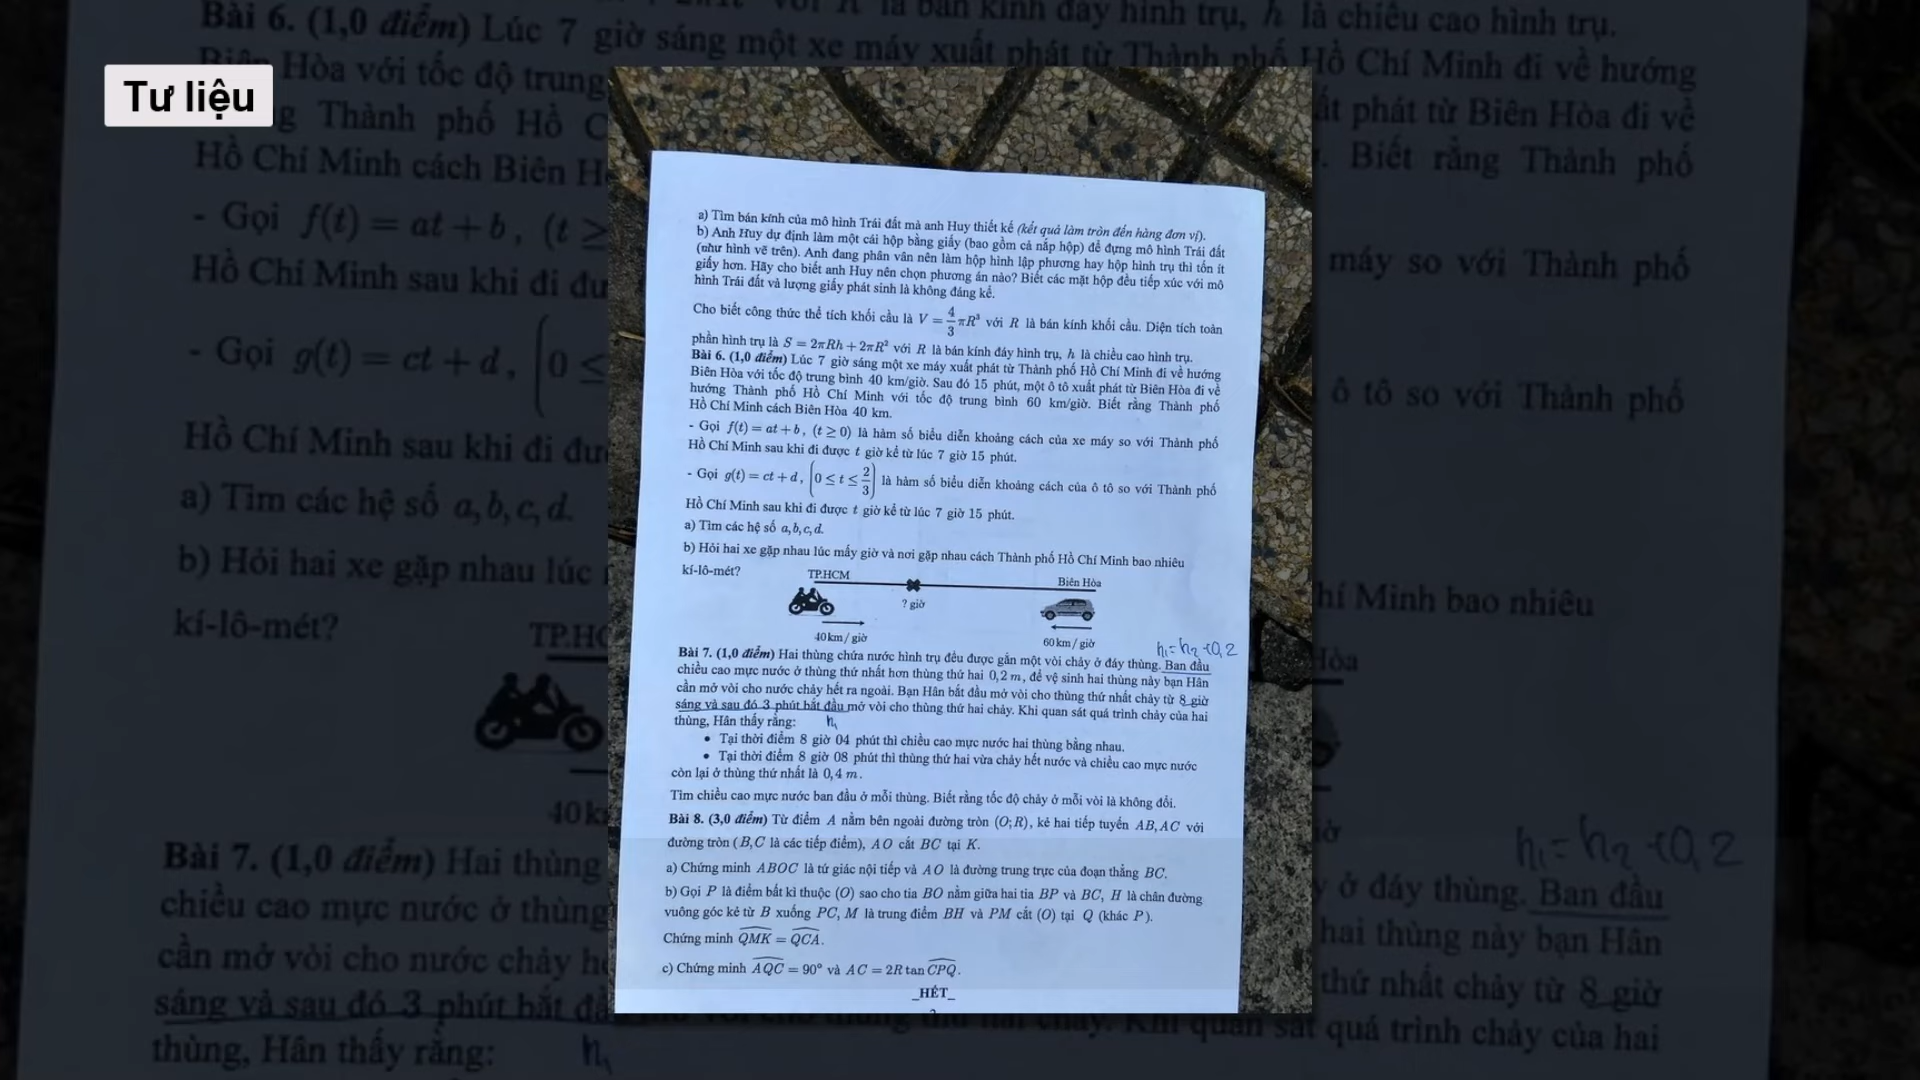 Tư liệu
a) Tìm bán kính của mô hình Trái đất mà anh Huy thiết kế (kết quả làm tròn đến hàng đơn vị).
b) Anh Huy dự định làm một cái hộp bằng giấy (bao gồm cả nắp hộp) để đựng mô hình Trái đất
(như hình vẽ trên). Anh đang phân vân nên làm hộp hình lập phương hay hộp hình trụ thì tốn ít
giấy hơn. Hãy cho biết anh Huy nên chọn phương án nào? Biết các mặt hộp đều tiếp xúc với mô
hình Trái đất và lượng giấy phát sinh là không đáng kể.
Cho biết công thức thể tích khối cầu là V = 4/3 πR³ với R là bán kính khối cầu. Diện tích toàn
phần hình trụ là S = 2πRh + 2πR² với R là bán kính đáy hình trụ, h là chiều cao hình trụ.
Bài 6. (1,0 điểm) Lúc 7 giờ sáng một xe máy xuất phát từ Thành phố Hồ Chí Minh đi về hướng
Biên Hòa với tốc độ trung bình 40 km/giờ. Sau đó 15 phút, một ô tô xuất phát từ Biên Hòa đi về
hướng Thành phố Hồ Chí Minh với tốc độ trung bình 60 km/giờ. Biết rằng Thành phố
Hồ Chí Minh cách Biên Hòa 40 km.
- Gọi f(t) = at + b, (t ≥ 0) là hàm số biểu diễn khoảng cách của xe máy so với Thành phố
Hồ Chí Minh sau khi đi được t giờ kể từ lúc 7 giờ 15 phút.
- Gọi g(t) = ct + d, (0 ≤ t ≤ 2/3) là hàm số biểu diễn khoảng cách của ô tô so với Thành phố
Hồ Chí Minh sau khi đi được t giờ kể từ lúc 7 giờ 15 phút.
a) Tìm các hệ số a,b,c,d.
b) Hỏi hai xe gặp nhau lúc mấy giờ và nơi gặp nhau cách Thành phố Hồ Chí Minh bao nhiêu
kí-lô-mét?
TP.HCM
Biên Hòa
? giờ
40km/giờ
60km/giờ
h₁=h₂+0,2
Bài 7. (1,0 điểm) Hai thùng chứa nước hình trụ đều được gắn một vòi chảy ở đáy thùng. Ban đầu
chiều cao mực nước ở thùng thứ nhất hơn thùng thứ hai 0,2 m, để vệ sinh hai thùng này bạn Hân
cần mở vòi cho nước chảy hết ra ngoài. Bạn Hân bắt đầu mở vòi cho thùng thứ nhất chảy từ 8 giờ
sáng và sau đó 3 phút bắt đầu mở vòi cho thùng thứ hai chảy. Khi quan sát quá trình chảy của hai
thùng, Hân thấy rằng:
h₁
• Tại thời điểm 8 giờ 04 phút thì chiều cao mực nước hai thùng bằng nhau.
• Tại thời điểm 8 giờ 08 phút thì thùng thứ hai vừa chảy hết nước và chiều cao mực nước
còn lại ở thùng thứ nhất là 0,4 m.
Tìm chiều cao mực nước ban đầu ở mỗi thùng. Biết rằng tốc độ chảy ở mỗi vòi là không đổi.
Bài 8. (3,0 điểm) Từ điểm A nằm bên ngoài đường tròn (O;R), kẻ hai tiếp tuyến AB, AC với
đường tròn (B,C là các tiếp điểm), AO cắt BC tại K.
a) Chứng minh ABOC là tứ giác nội tiếp và AO là đường trung trực của đoạn thẳng BC.
b) Gọi P là điểm bất kì thuộc (O) sao cho tia BO nằm giữa hai tia BP và BC, H là chân đường
vuông góc kẻ từ B xuống PC, M là trung điểm BH và PM cắt (O) tại Q (khác P).
Chứng minh QMK = QCA.
c) Chứng minh AQC = 90° và AC = 2R tan CPQ.
_HẾT_